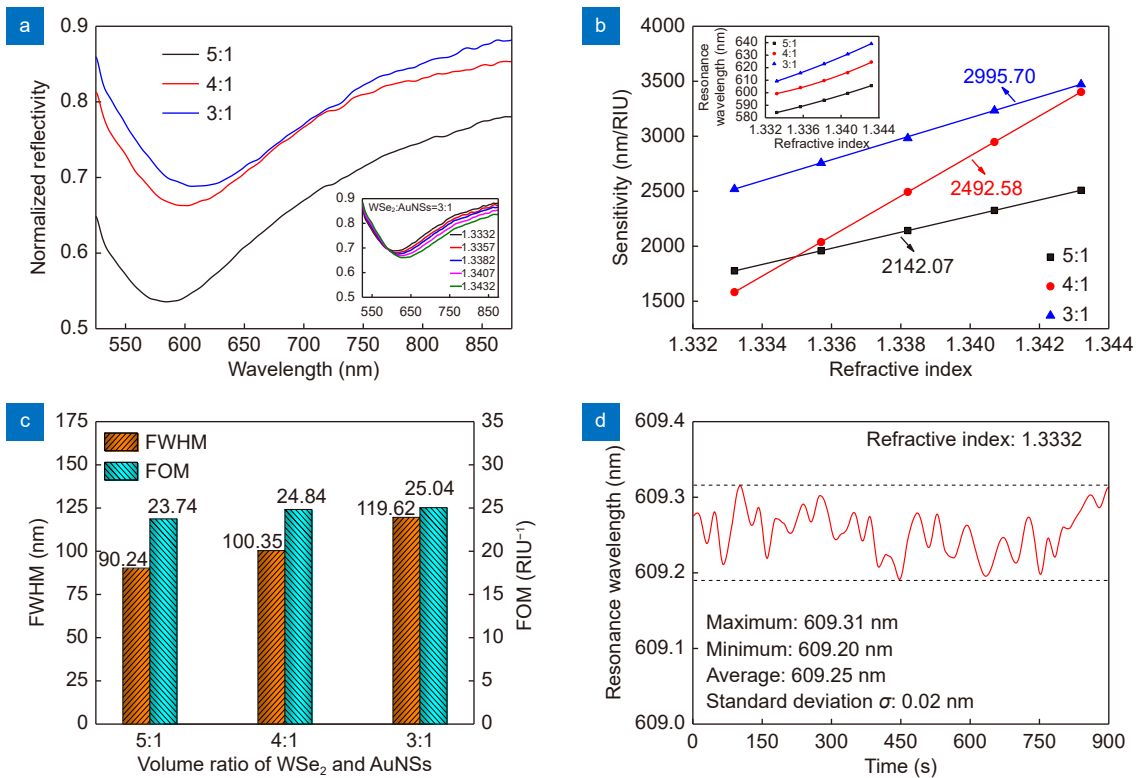 a
0.9
0.8
0.7
0.6
0.5
Normalized reflectivity
5:1
4:1
3:1
550 600 650 700 750 800 850
Wavelength (nm)
0.9
0.8
0.7
0.6
0.5
WSe₂:AuNSs=3:1
1.3332
1.3357
1.3382
1.3407
1.3432
550 650 750 850
b
4000
3500
3000
2500
2000
1500
Sensitivity (nm/RIU)
640
630
620
610
600
590
580
Resonance
wavelength (nm)
5:1
4:1
3:1
1.332 1.336 1.340 1.344
Refractive index
2995.70
2492.58
2142.07
5:1
4:1
3:1
1.332 1.334 1.336 1.338 1.340 1.342 1.344
Refractive index
c
175
150
125
100
75
50
25
0
FWHM (nm)
FWHM
FOM
90.24
23.74
100.35
24.84
119.62
25.04
35
30
25
20
15
10
5
0
FOM (RIU⁻¹)
5:1 4:1 3:1
Volume ratio of WSe₂ and AuNSs
d
609.4
609.3
609.2
609.1
609.0
Resonance wavelength (nm)
Refractive index: 1.3332
Maximum: 609.31 nm
Minimum: 609.20 nm
Average: 609.25 nm
Standard deviation σ: 0.02 nm
0 150 300 450 600 750 900
Time (s)